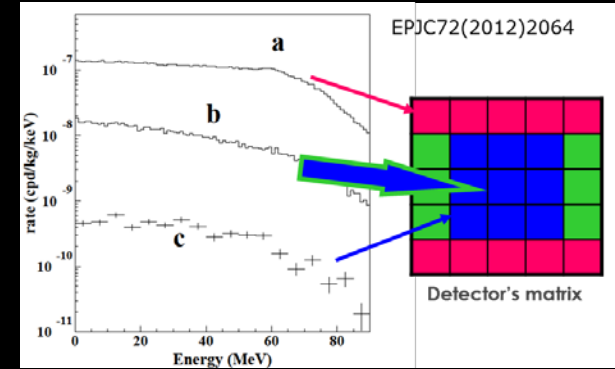 EPJC72(2012)2064
a
b
c
rate (cpd/kg/keV)
10 -7
10 -8
10 -9
10 -10
10 -11
0 20 40 60 80
Energy (MeV)
Detector's matrix